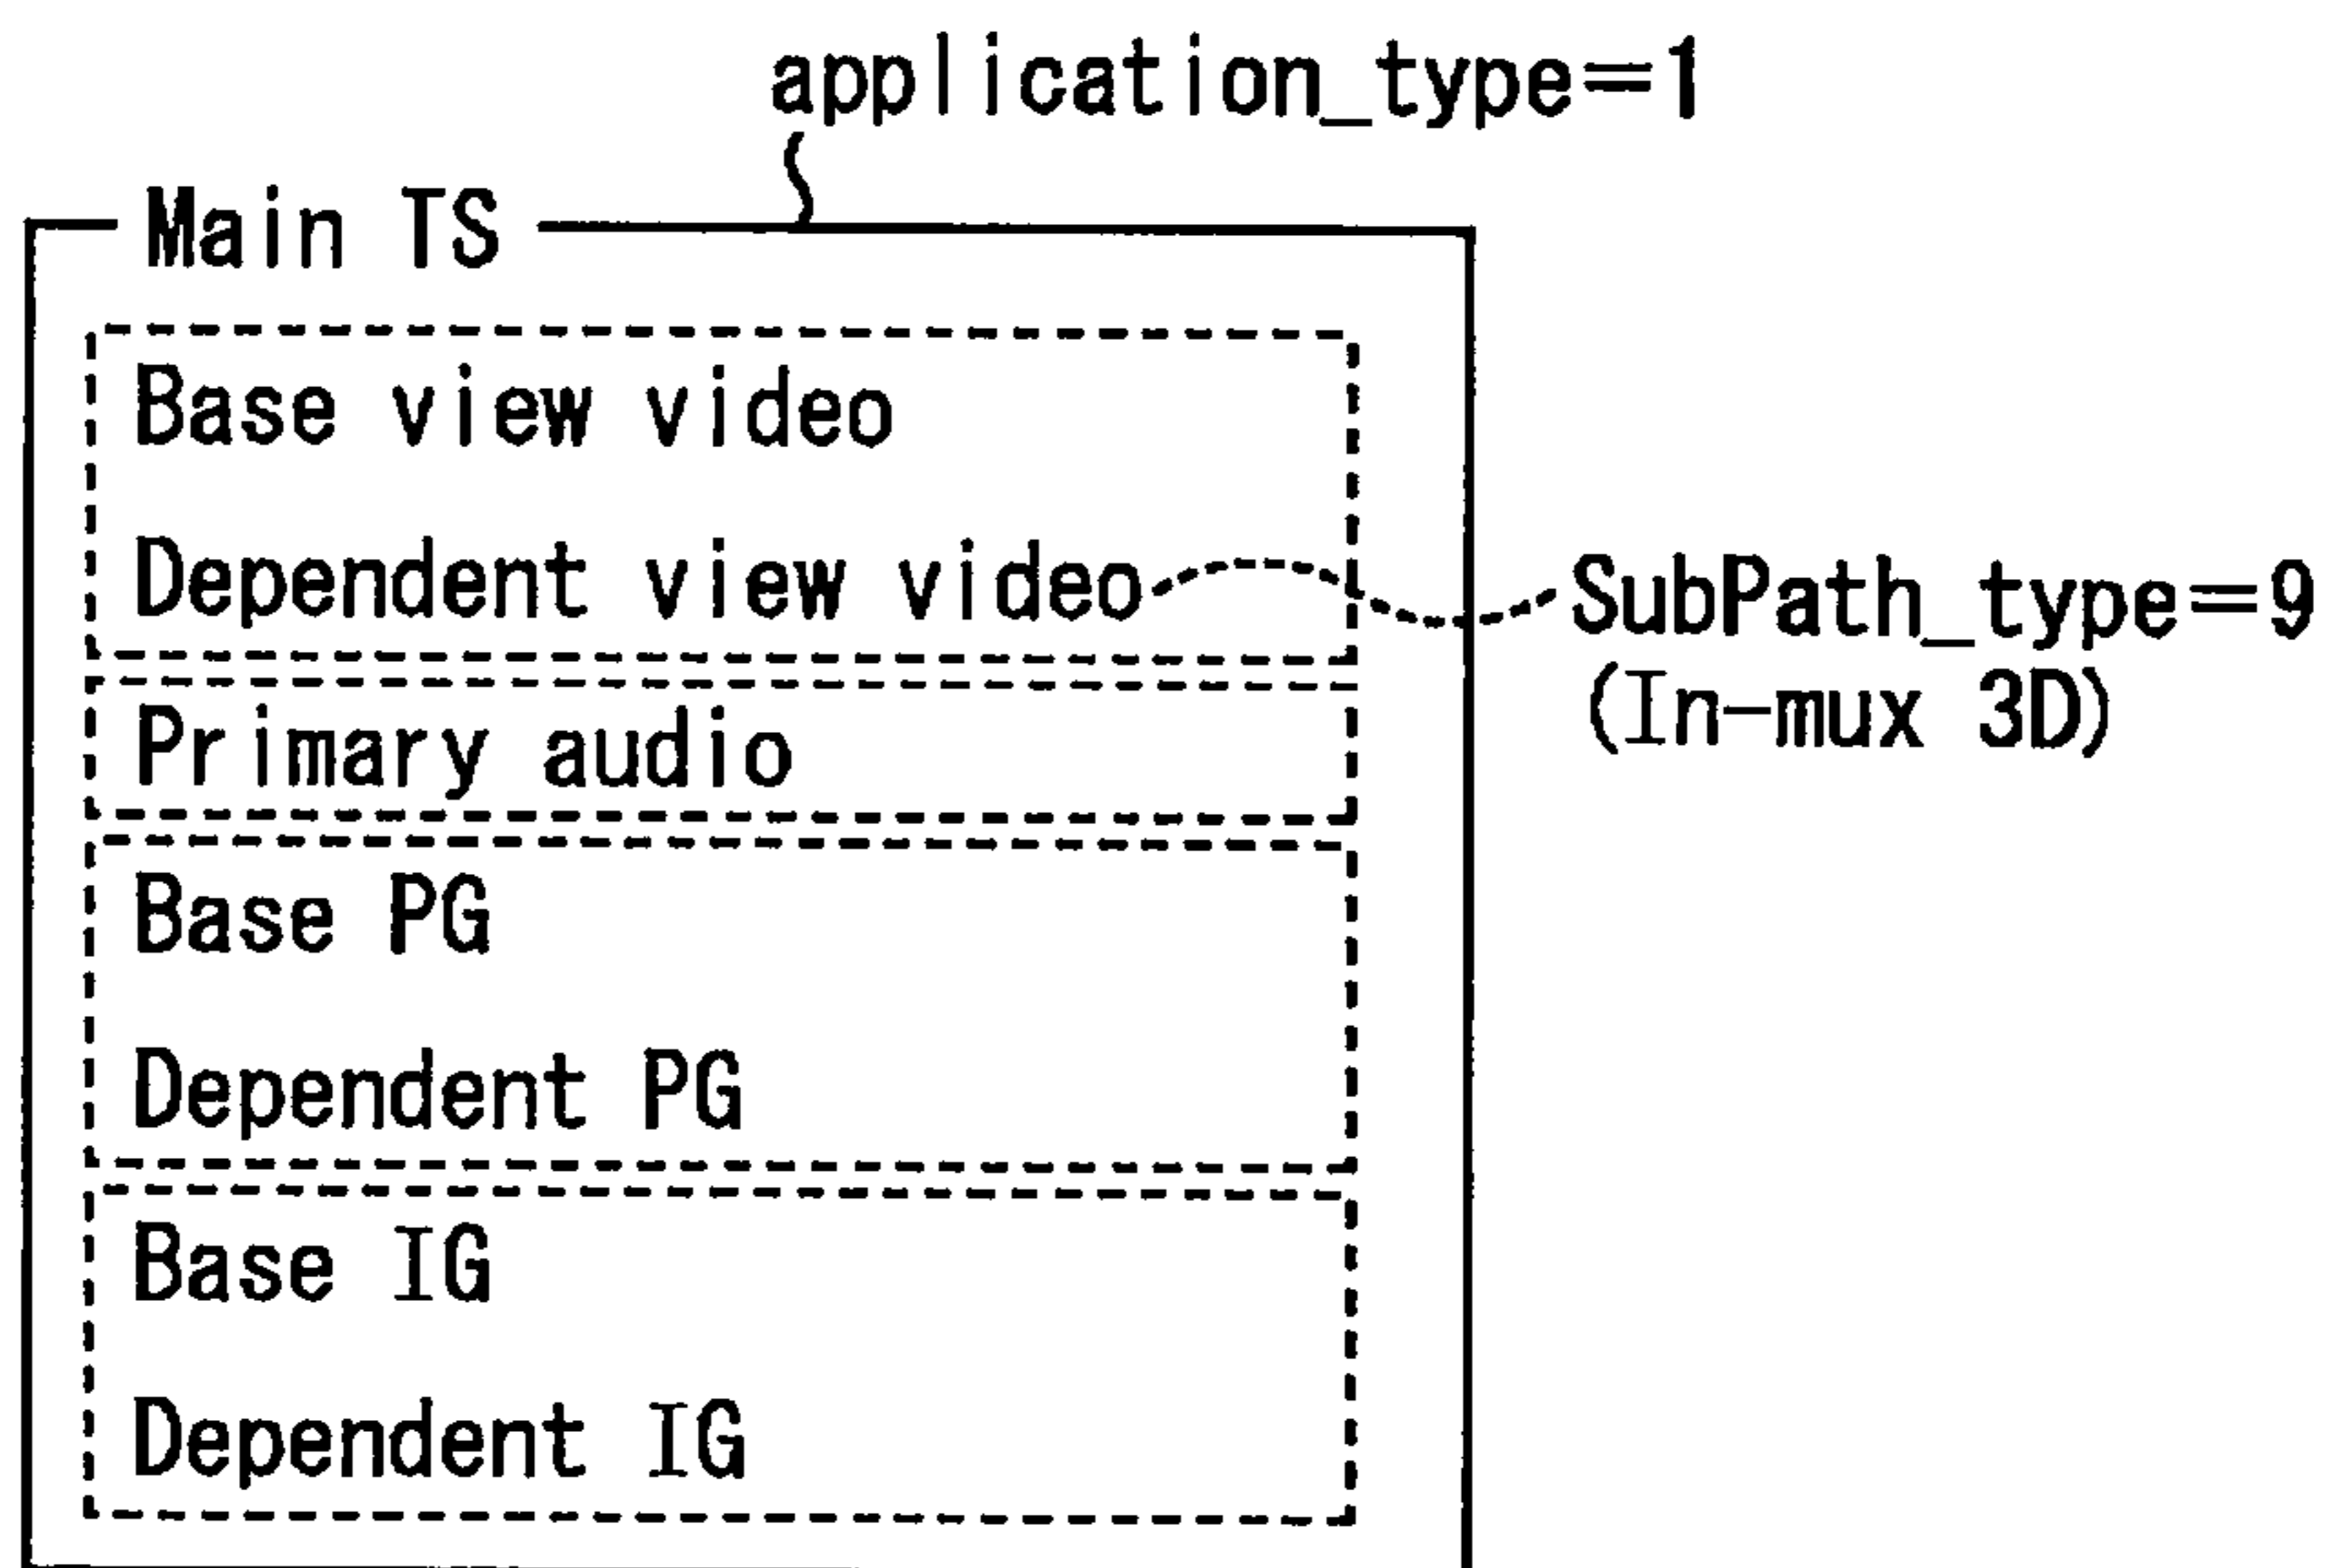 application_type=1
Main TS
Base view video
Dependent view video
SubPath_type=9
(In-mux 3D)
Primary audio
Base PG
Dependent PG
Base IG
Dependent IG